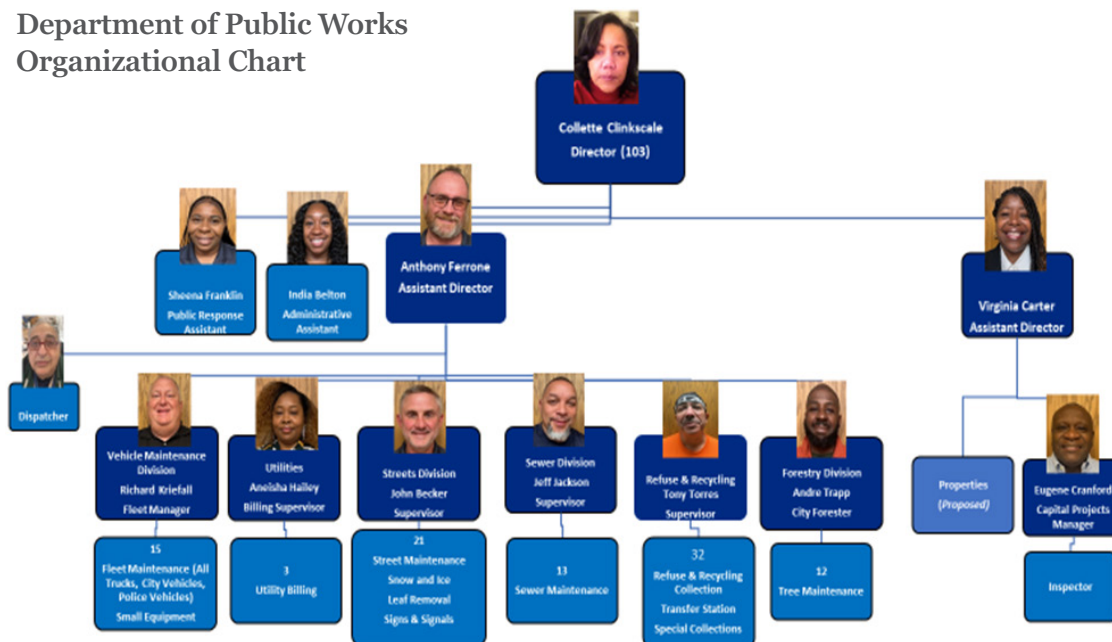 Department of Public Works
Organizational Chart
Collette Clinkscale
Director (103)
Sheena Franklin
Public Response
Assistant
India Belton
Administrative
Assistant
Anthony Ferrone
Assistant Director
Virginia Carter
Assistant Director
Dispatcher
Vehicle Maintenance
Division
Richard Kriefall
Fleet Manager
Utilities
Aneisha Hailey
Billing Supervisor
Streets Division
John Becker
Supervisor
Sewer Division
Jeff Jackson
Supervisor
Refuse & Recycling
Tony Torres
Supervisor
Forestry Division
Andre Trapp
City Forester
Properties
(Proposed)
Eugene Cranford
Capital Projects
Manager
15
Fleet Maintenance (All
Trucks, City Vehicles,
Police Vehicles)
Small Equipment
3
Utility Billing
21
Street Maintenance
Snow and Ice
Leaf Removal
Signs & Signals
13
Sewer Maintenance
32
Refuse & Recycling
Collection
Transfer Station
Special Collections
12
Tree Maintenance
Inspector